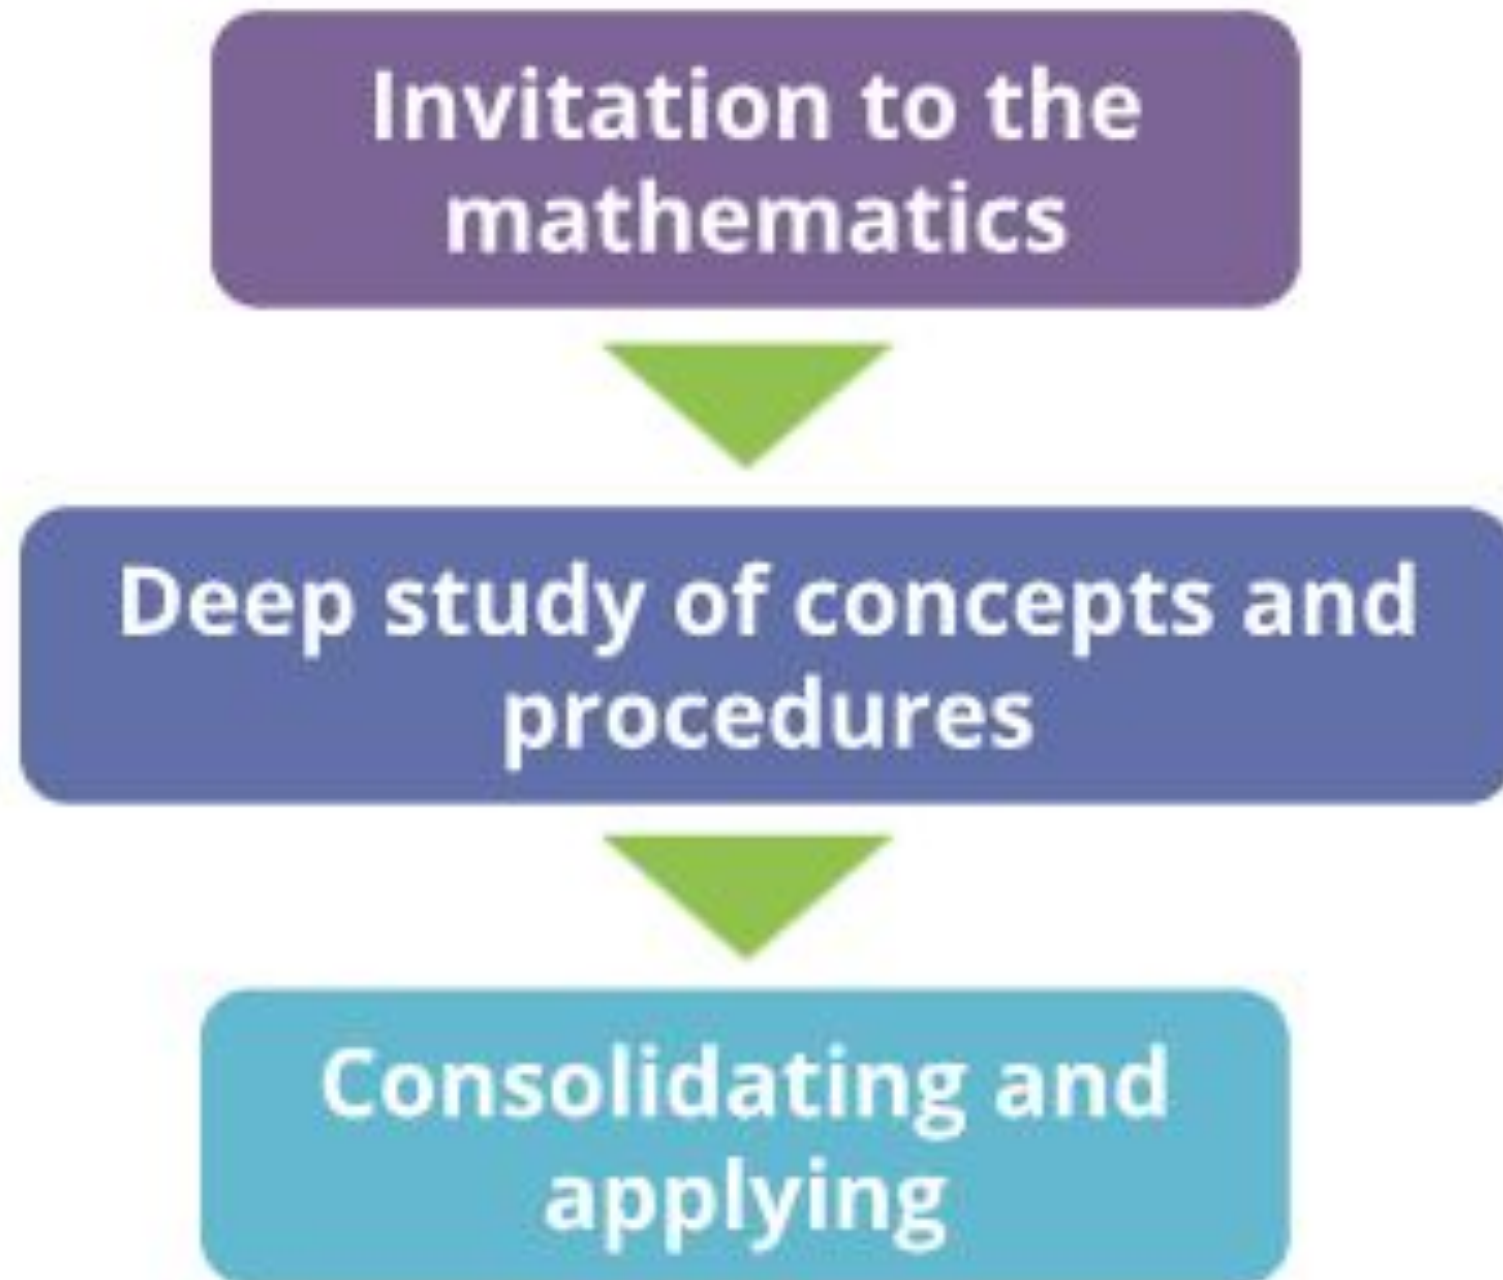 Invitation to the
mathematics
Deep study of concepts and
procedures
Consolidating and
applying